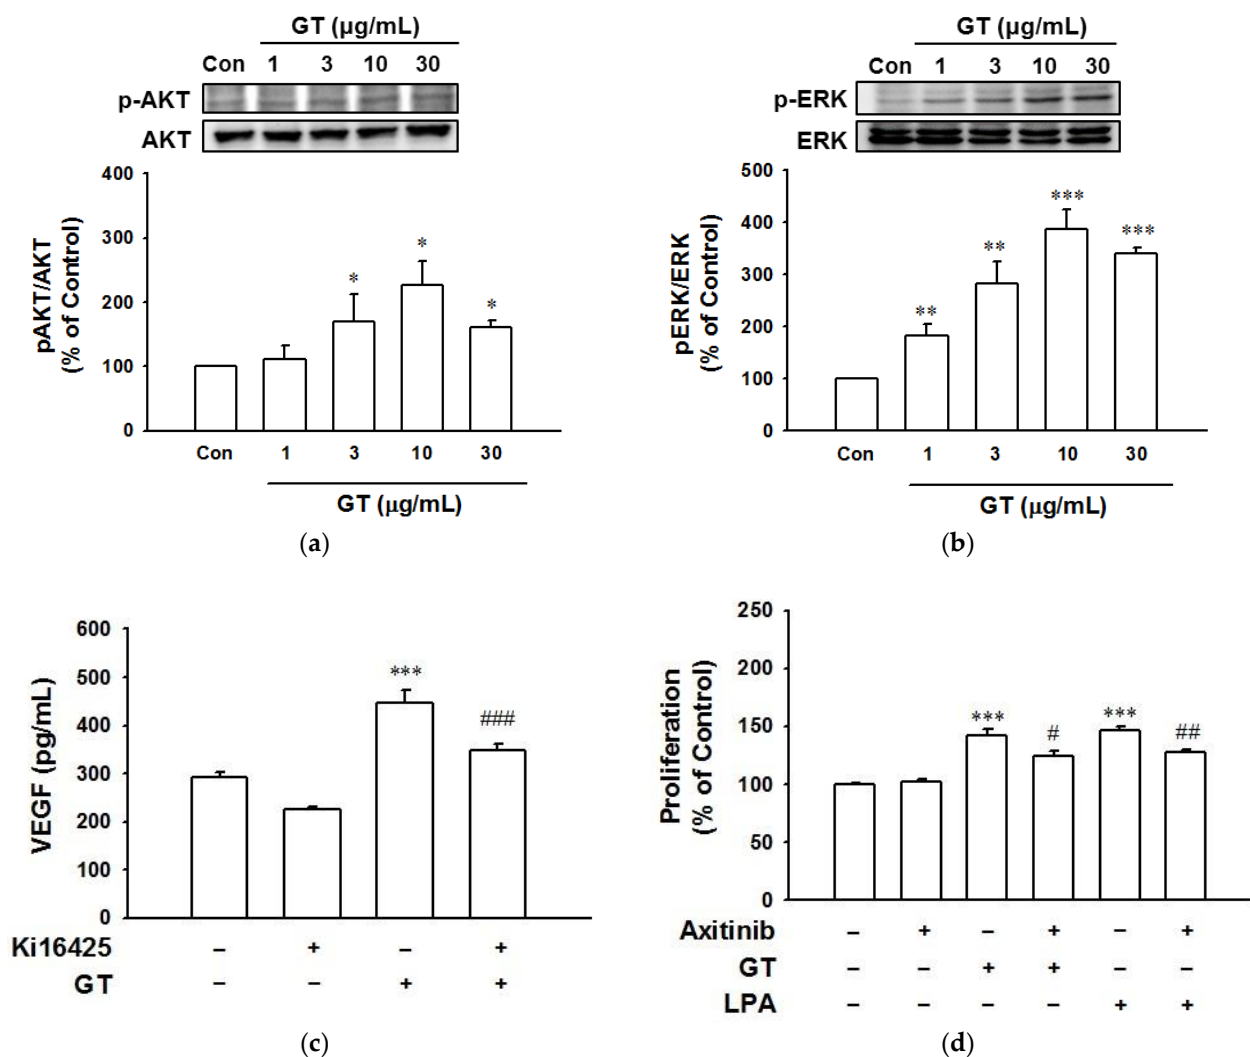 GT (μg/mL)
Con 1 3 10 30
p-AKT
AKT
400
300
200
100
0
pAKT/AKT
(% of Control)
*
*
*
Con 1 3 10 30
GT (μg/mL)
(a)
GT (μg/mL)
Con 1 3 10 30
p-ERK
ERK
500
400
300
200
100
0
pERK/ERK
(% of Control)
**
**
***
***
Con 1 3 10 30
GT (μg/mL)
(b)
600
500
400
300
200
100
0
VEGF (pg/mL)
***
###
Ki16425 – + – +
GT – – + +
(c)
250
200
150
100
50
0
Proliferation
(% of Control)
***
#
***
##
Axitinib – + – + – +
GT – – + + – –
LPA – – – – + +
(d)